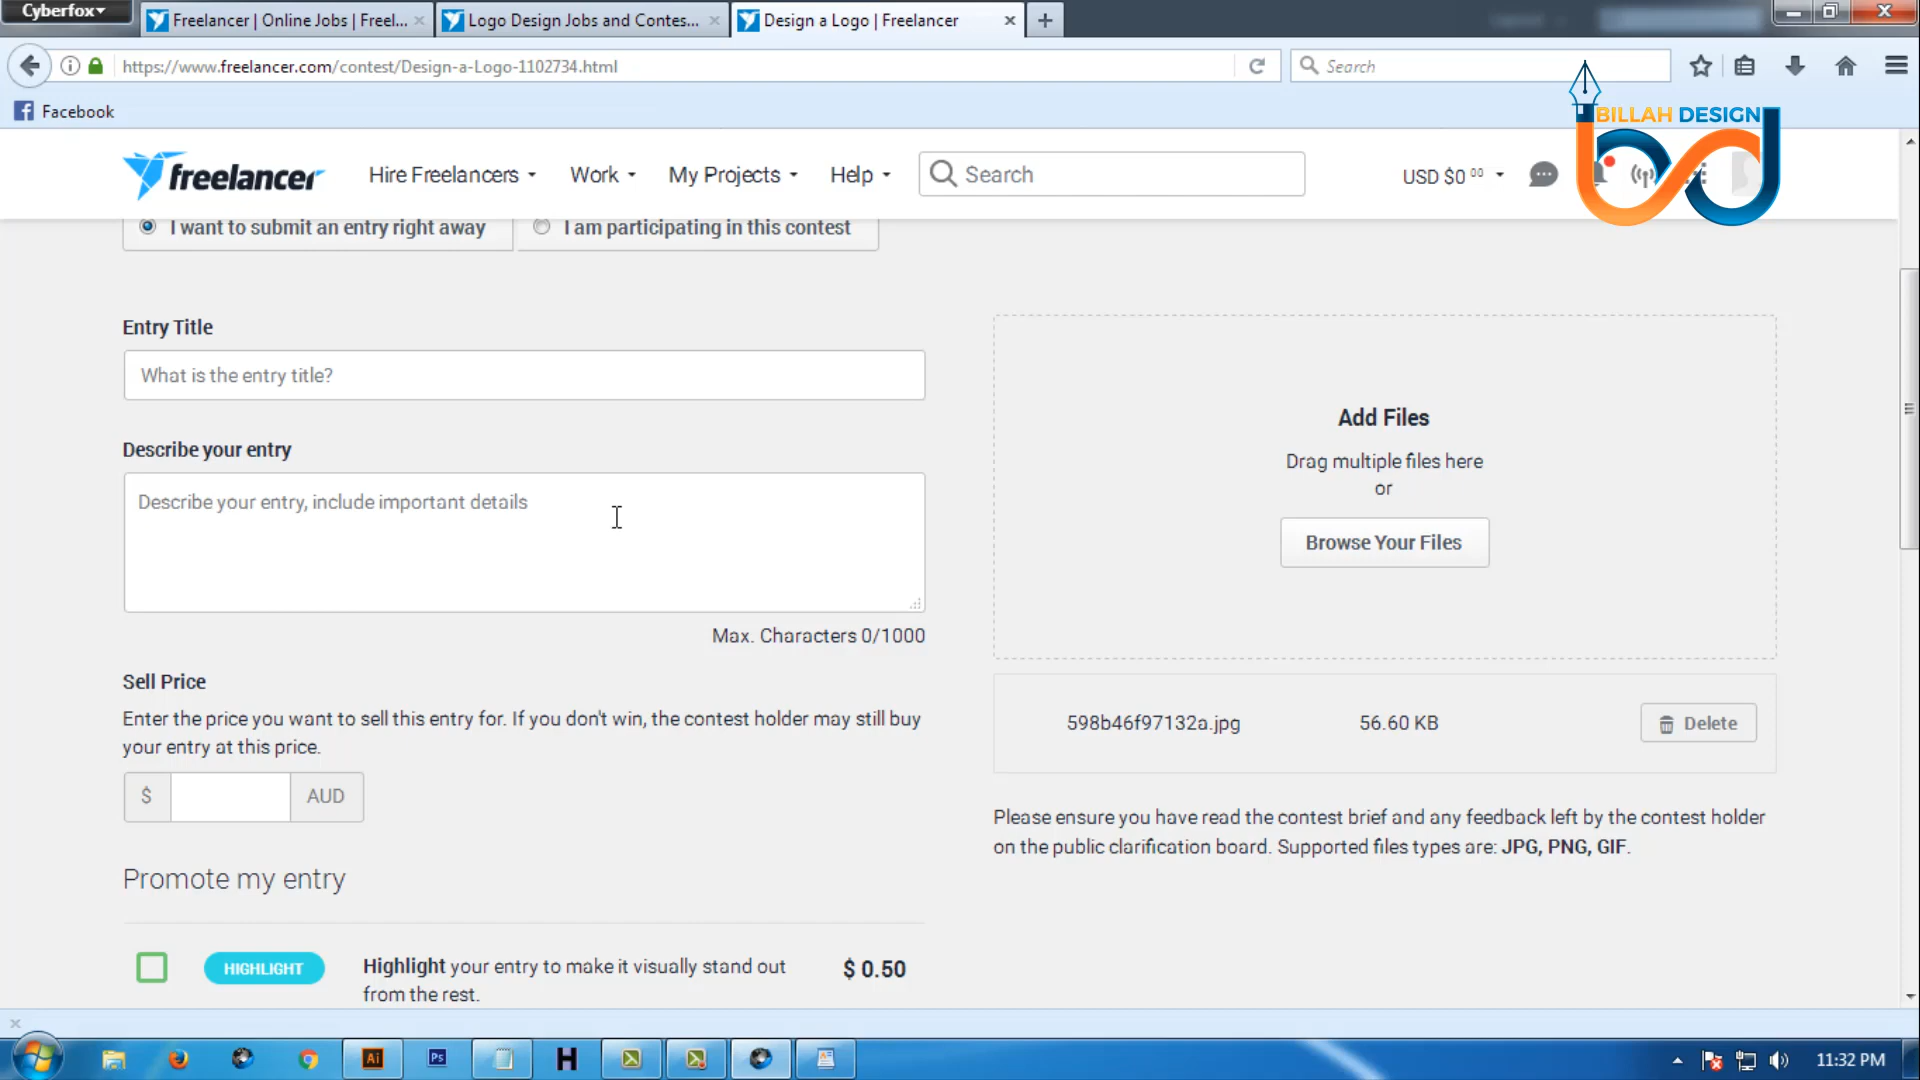 Cyberfox
Freelancer | Online Jobs | Freel...
Logo Design Jobs and Contes...
Design a Logo | Freelancer
https://www.freelancer.com/contest/Design-a-Logo-1102734.html
Search
Facebook
BILLAH DESIGN
freelancer
Hire Freelancers
Work
My Projects
Help
Search
USD $0 00
I want to submit an entry right away
I am participating in this contest
Entry Title
What is the entry title?
Describe your entry
Describe your entry, include important details
Max. Characters 0/1000
Sell Price
Enter the price you want to sell this entry for. If you don't win, the contest holder may still buy
your entry at this price.
$
AUD
Promote my entry
HIGHLIGHT
Highlight your entry to make it visually stand out
from the rest.
$ 0.50
Add Files
Drag multiple files here
or
Browse Your Files
598b46f97132a.jpg
56.60 KB
Delete
Please ensure you have read the contest brief and any feedback left by the contest holder
on the public clarification board. Supported files types are: JPG, PNG, GIF.
Ai
Ps
H
11:32 PM